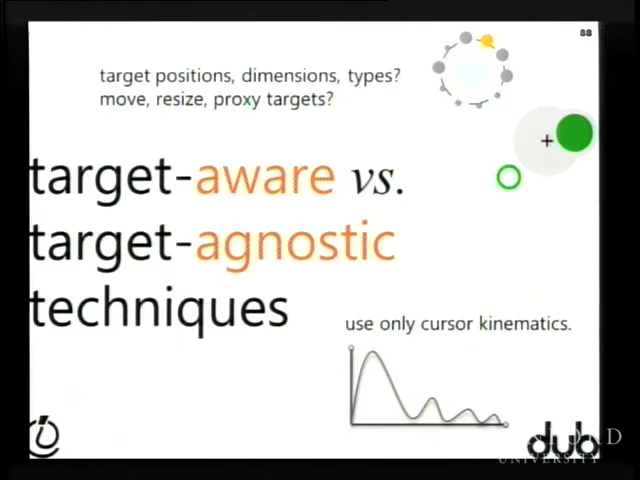 88
target positions, dimensions, types?
move, resize, proxy targets?
target-aware vs.
target-agnostic
techniques
use only cursor kinematics.
dub
UNIVERSITY